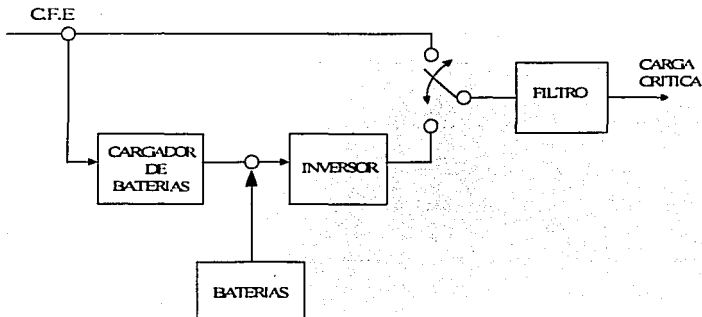 C.F.E
CARGA
CRITICA
FILTRO
CARGADOR
DE
BATERIAS
INVERSOR
BATERIAS